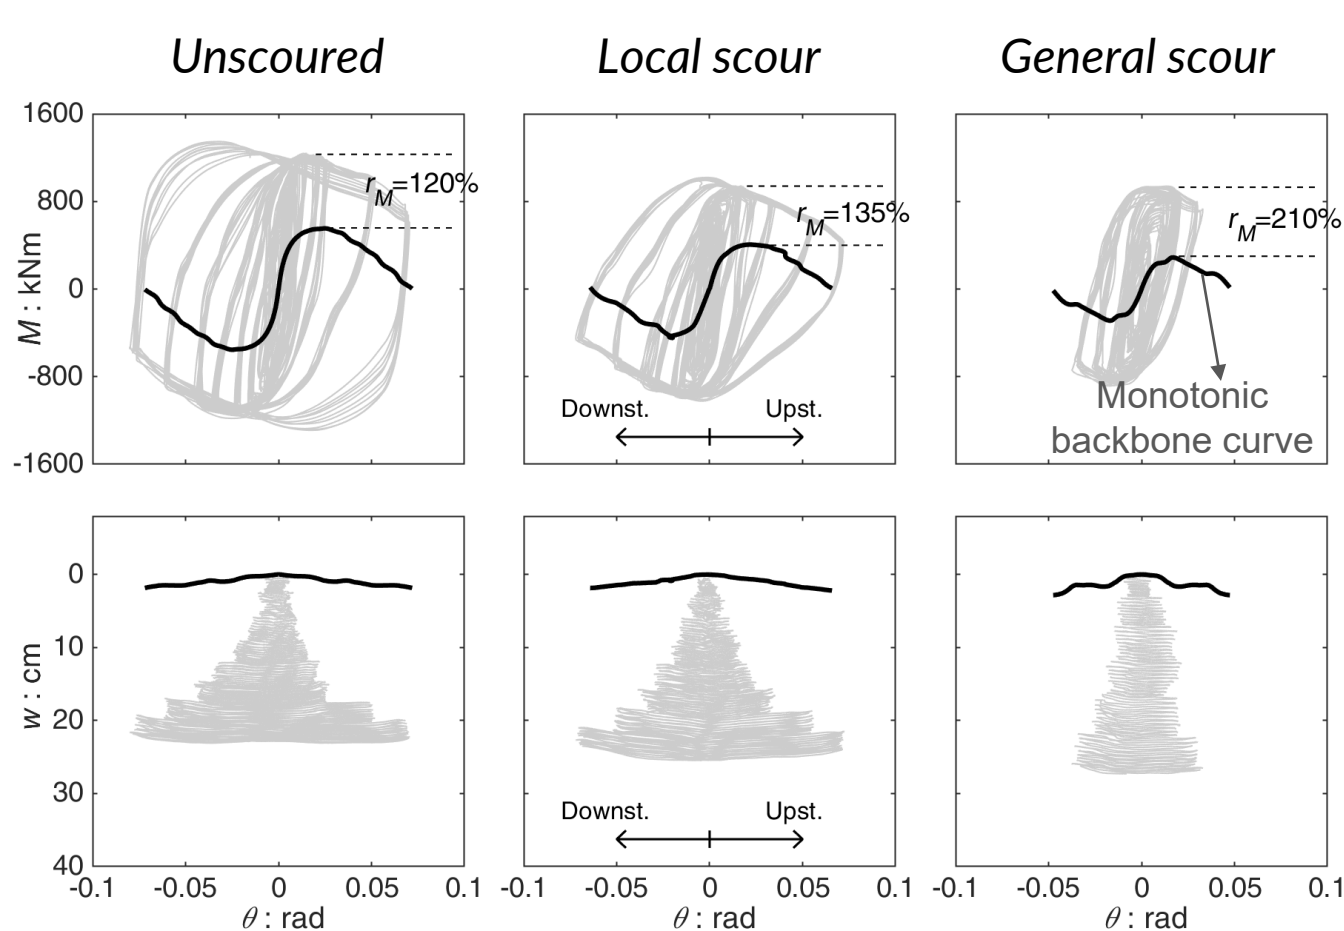 Unscoured
Local scour
General scour
1600
800
0
-800
-1600
M : kNm
r_M=120%
r_M=135%
r_M=210%
Downst. Upst.
Monotonic
backbone curve
0
10
20
30
40
w : cm
Downst. Upst.
-0.1 -0.05 0 0.05 0.1
-0.1 -0.05 0 0.05 0.1
-0.1 -0.05 0 0.05 0.1
θ : rad
θ : rad
θ : rad